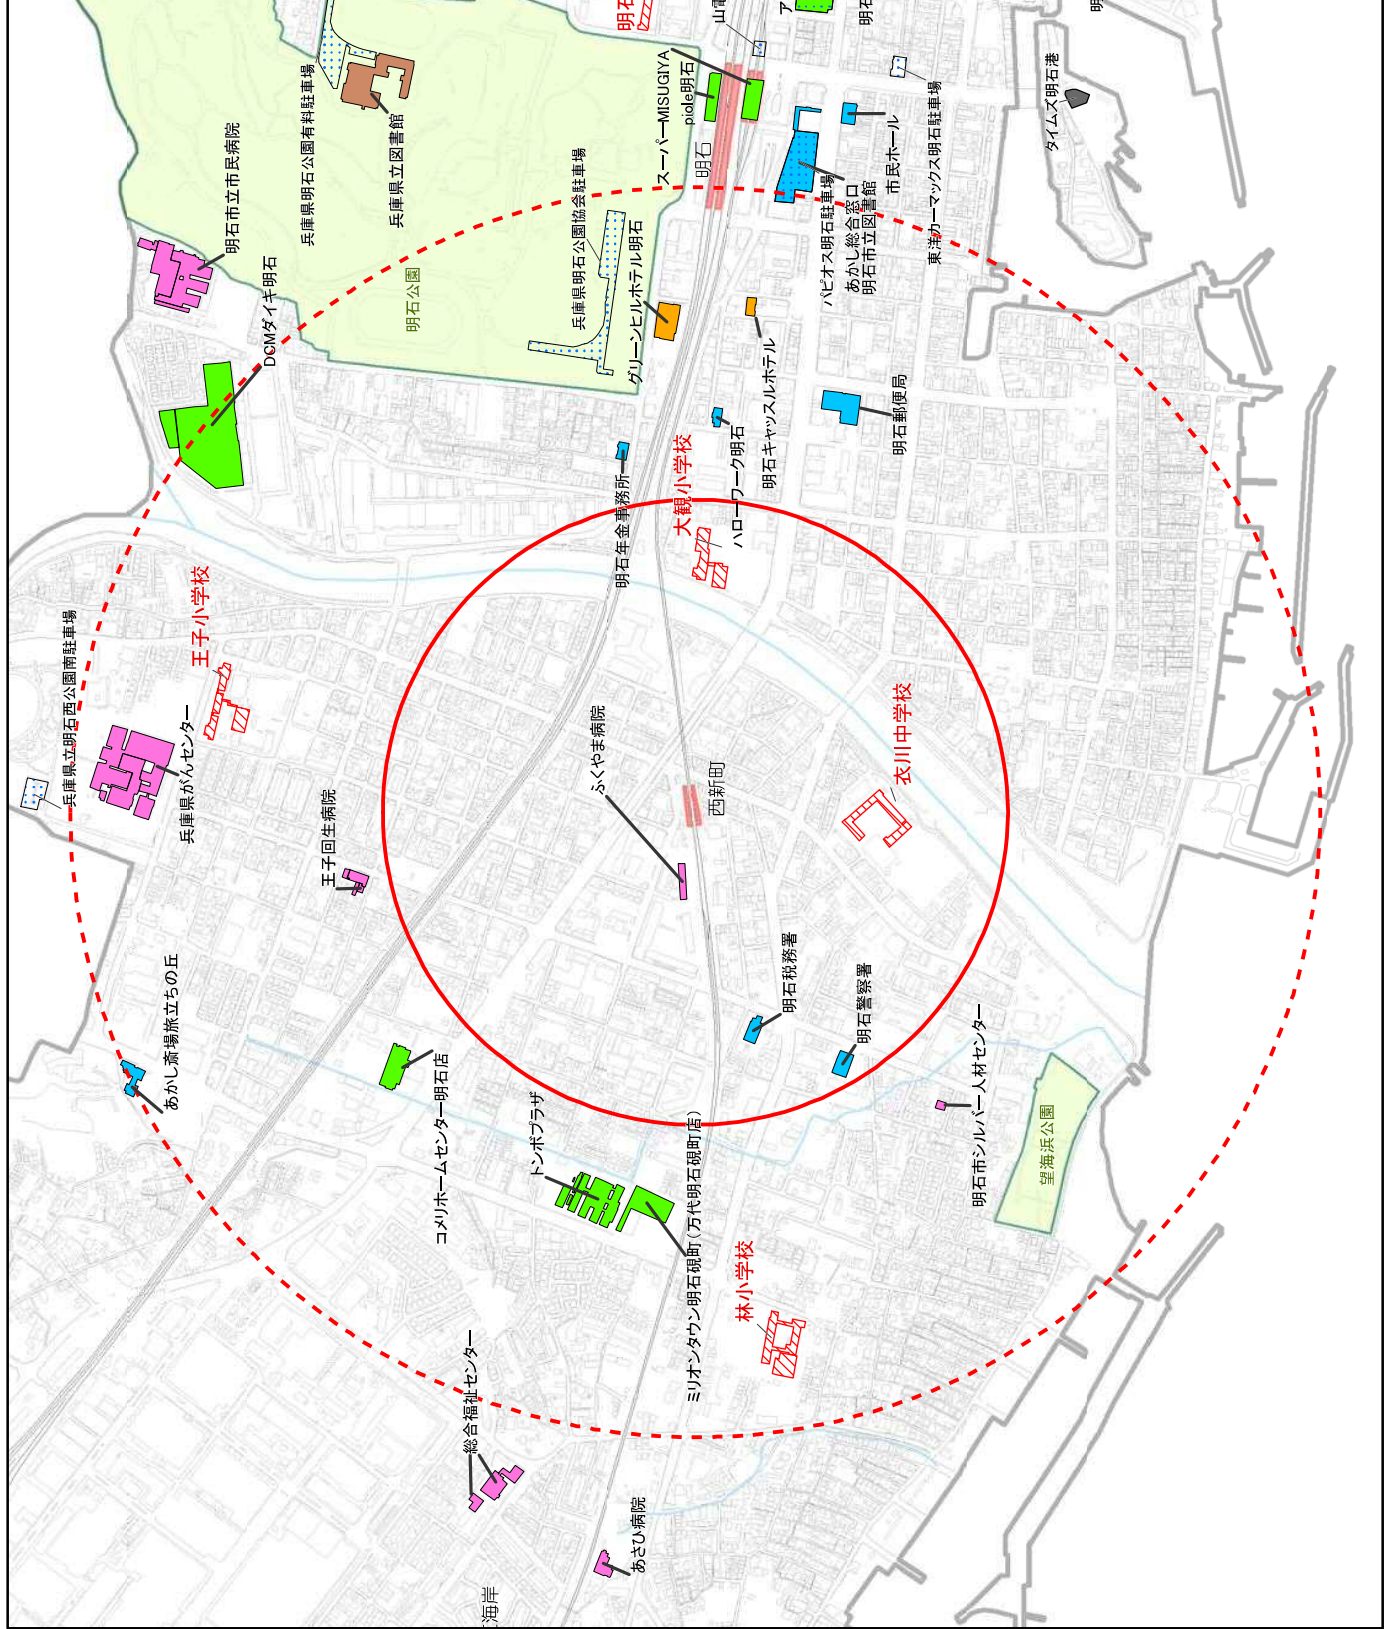 兵庫県立明石西公園南駐車場
兵庫県がんセンター
王子小学校
あかし斎場旅立ちの丘
王子回生病院
明石市立市民病院
DCMダイキ明石
兵庫県明石公園有料駐車場
兵庫県立図書館
明石公園
兵庫県明石公園協会駐車場
グリーンヒルホテル明石
スーパーMISUGIYA
piole明石
明石
明石
山電
ア
明石
明
東洋カーマックス明石駐車場
タイムズ明石港
市民ホール
パピオス明石駐車場
あかし総合窓口
明石市立図書館
明石キャッスルホテル
明石郵便局
ハローワーク明石
大観小学校
明石年金事務所
ふくやま病院
西新町
衣川中学校
明石税務署
明石警察署
明石市シルバー人材センター
望海浜公園
コメリホームセンター明石店
トンボプラザ
ミリオンタウン明石硯町(万代明石硯町店)
林小学校
総合福祉センター
あさひ病院
海岸